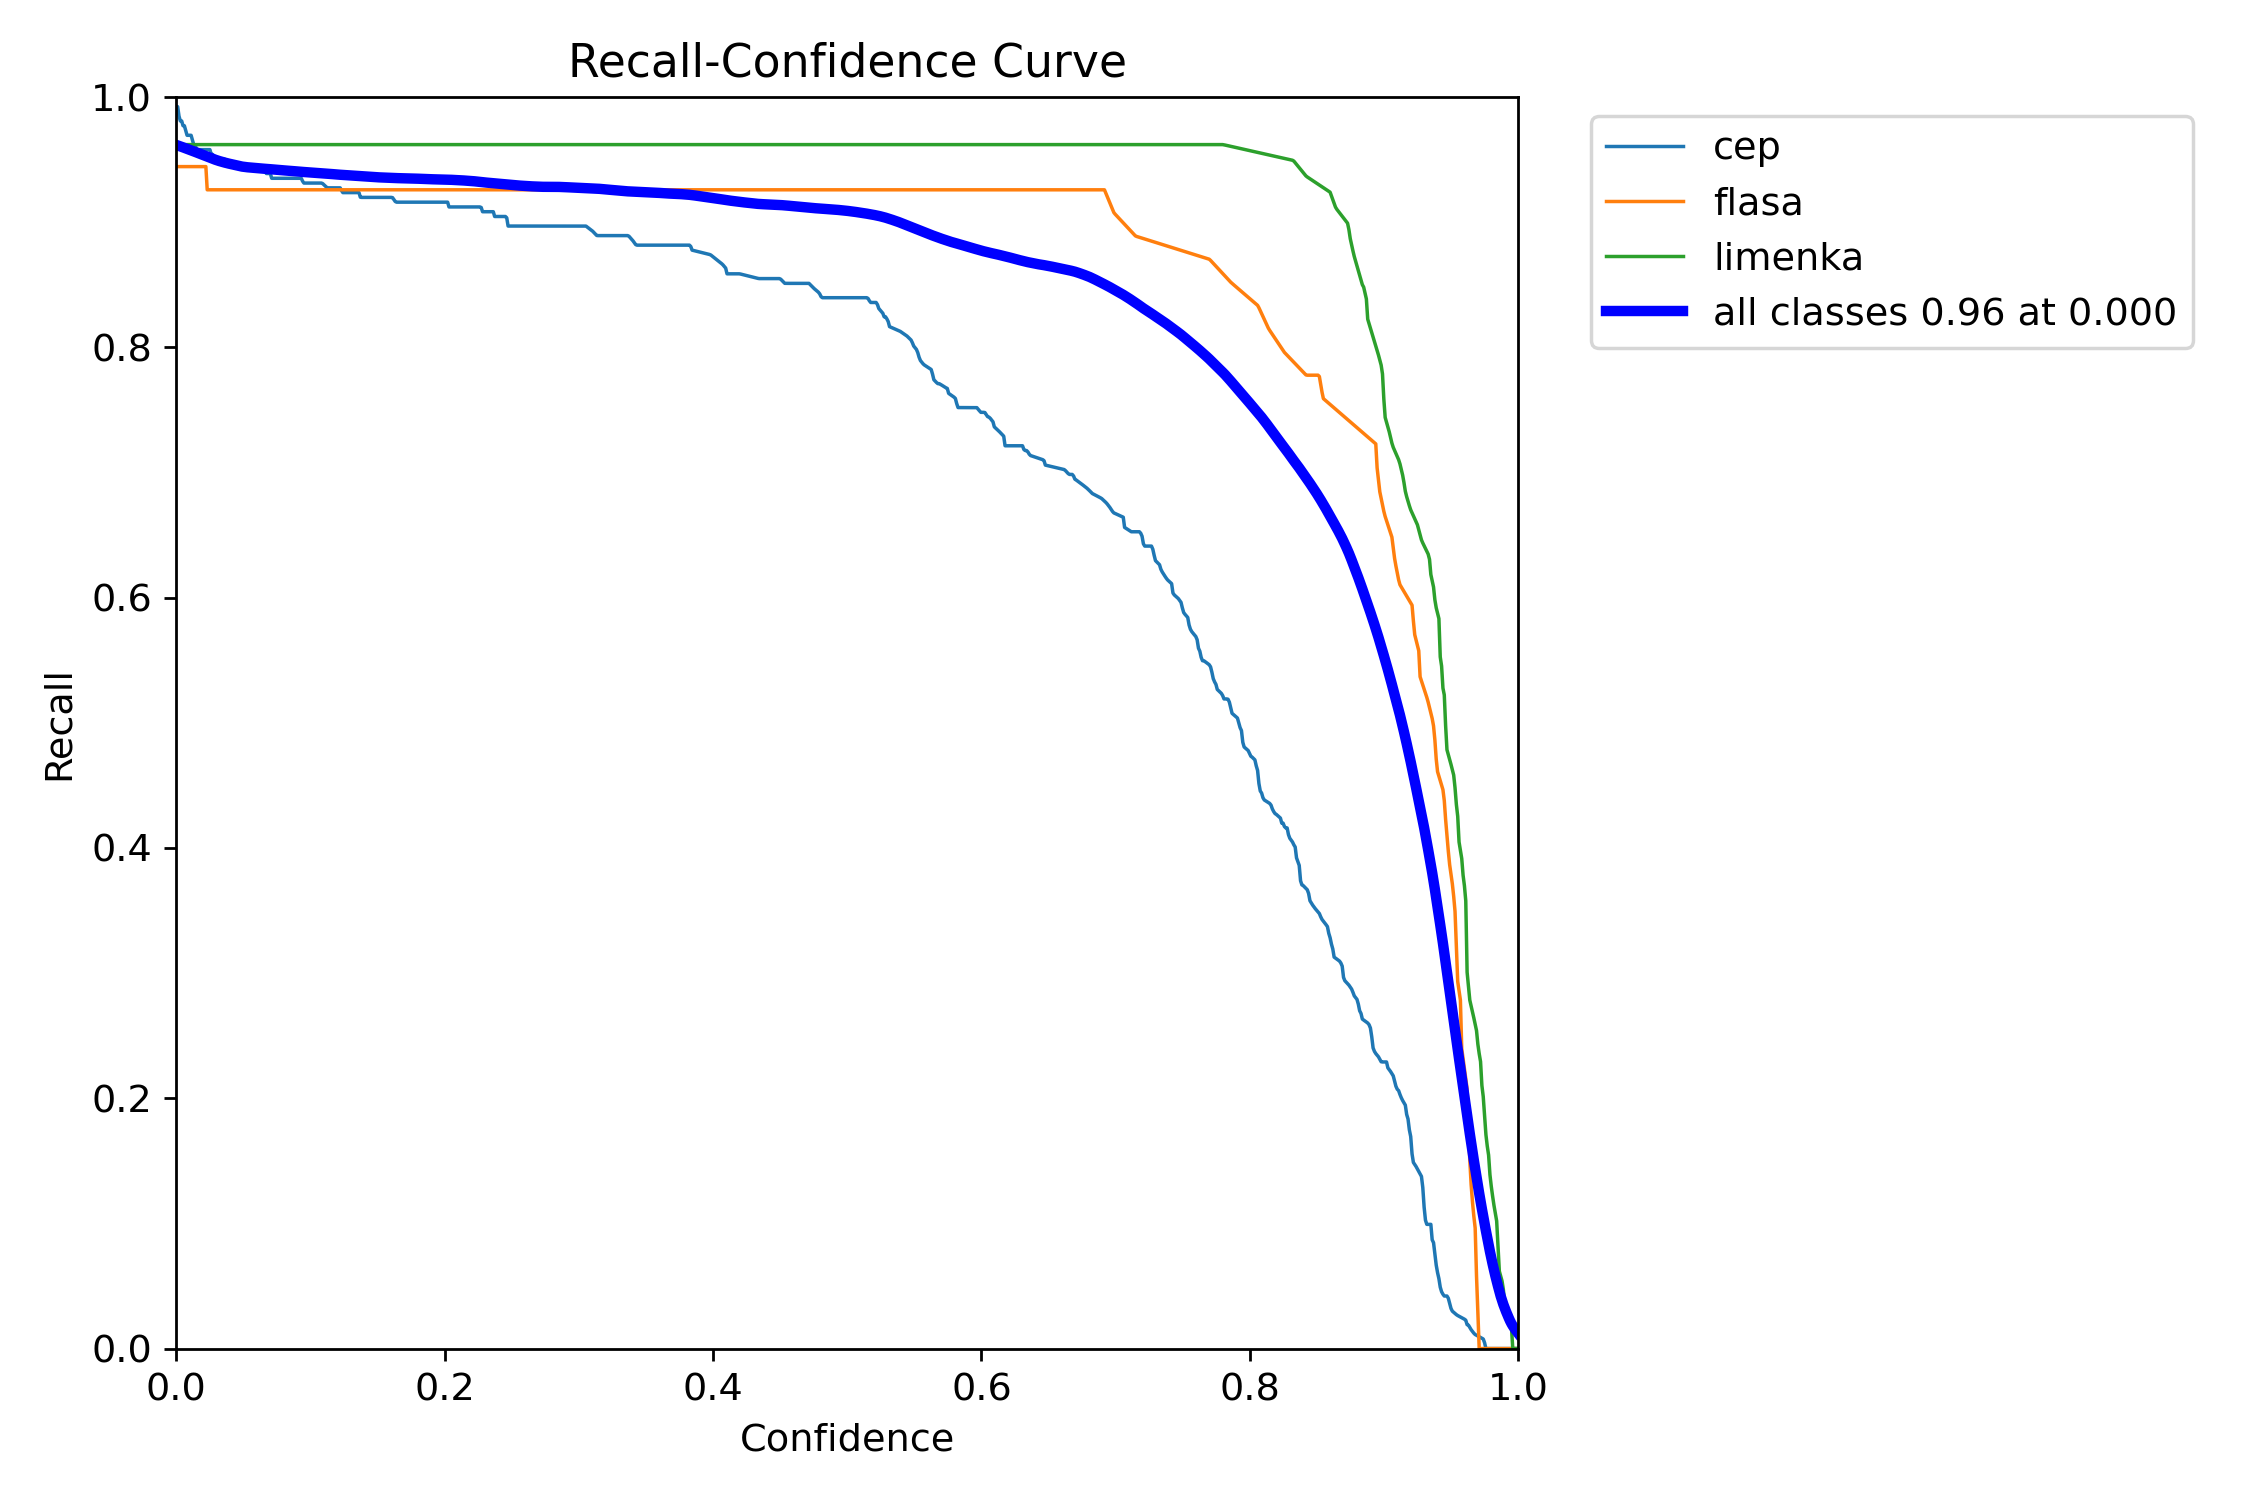 Recall-Confidence Curve
1.0
0.8
0.6
0.4
0.2
0.0
Recall
0.0 0.2 0.4 0.6 0.8 1.0
Confidence
cep
flasa
limenka
all classes 0.96 at 0.000